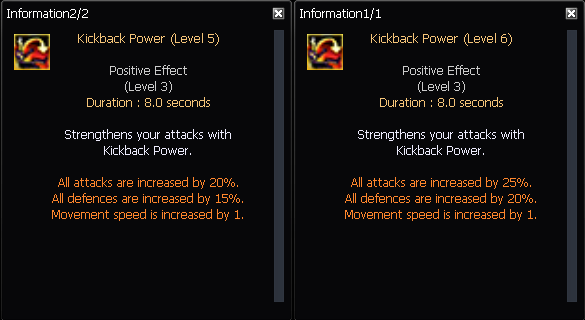 Information2/2
Kickback Power (Level 5)
Positive Effect
(Level 3)
Duration : 8.0 seconds
Strengthens your attacks with
Kickback Power.
All attacks are increased by 20%.
All defences are increased by 15%.
Movement speed is increased by 1.
Information1/1
Kickback Power (Level 6)
Positive Effect
(Level 3)
Duration : 8.0 seconds
Strengthens your attacks with
Kickback Power.
All attacks are increased by 25%.
All defences are increased by 20%.
Movement speed is increased by 1.